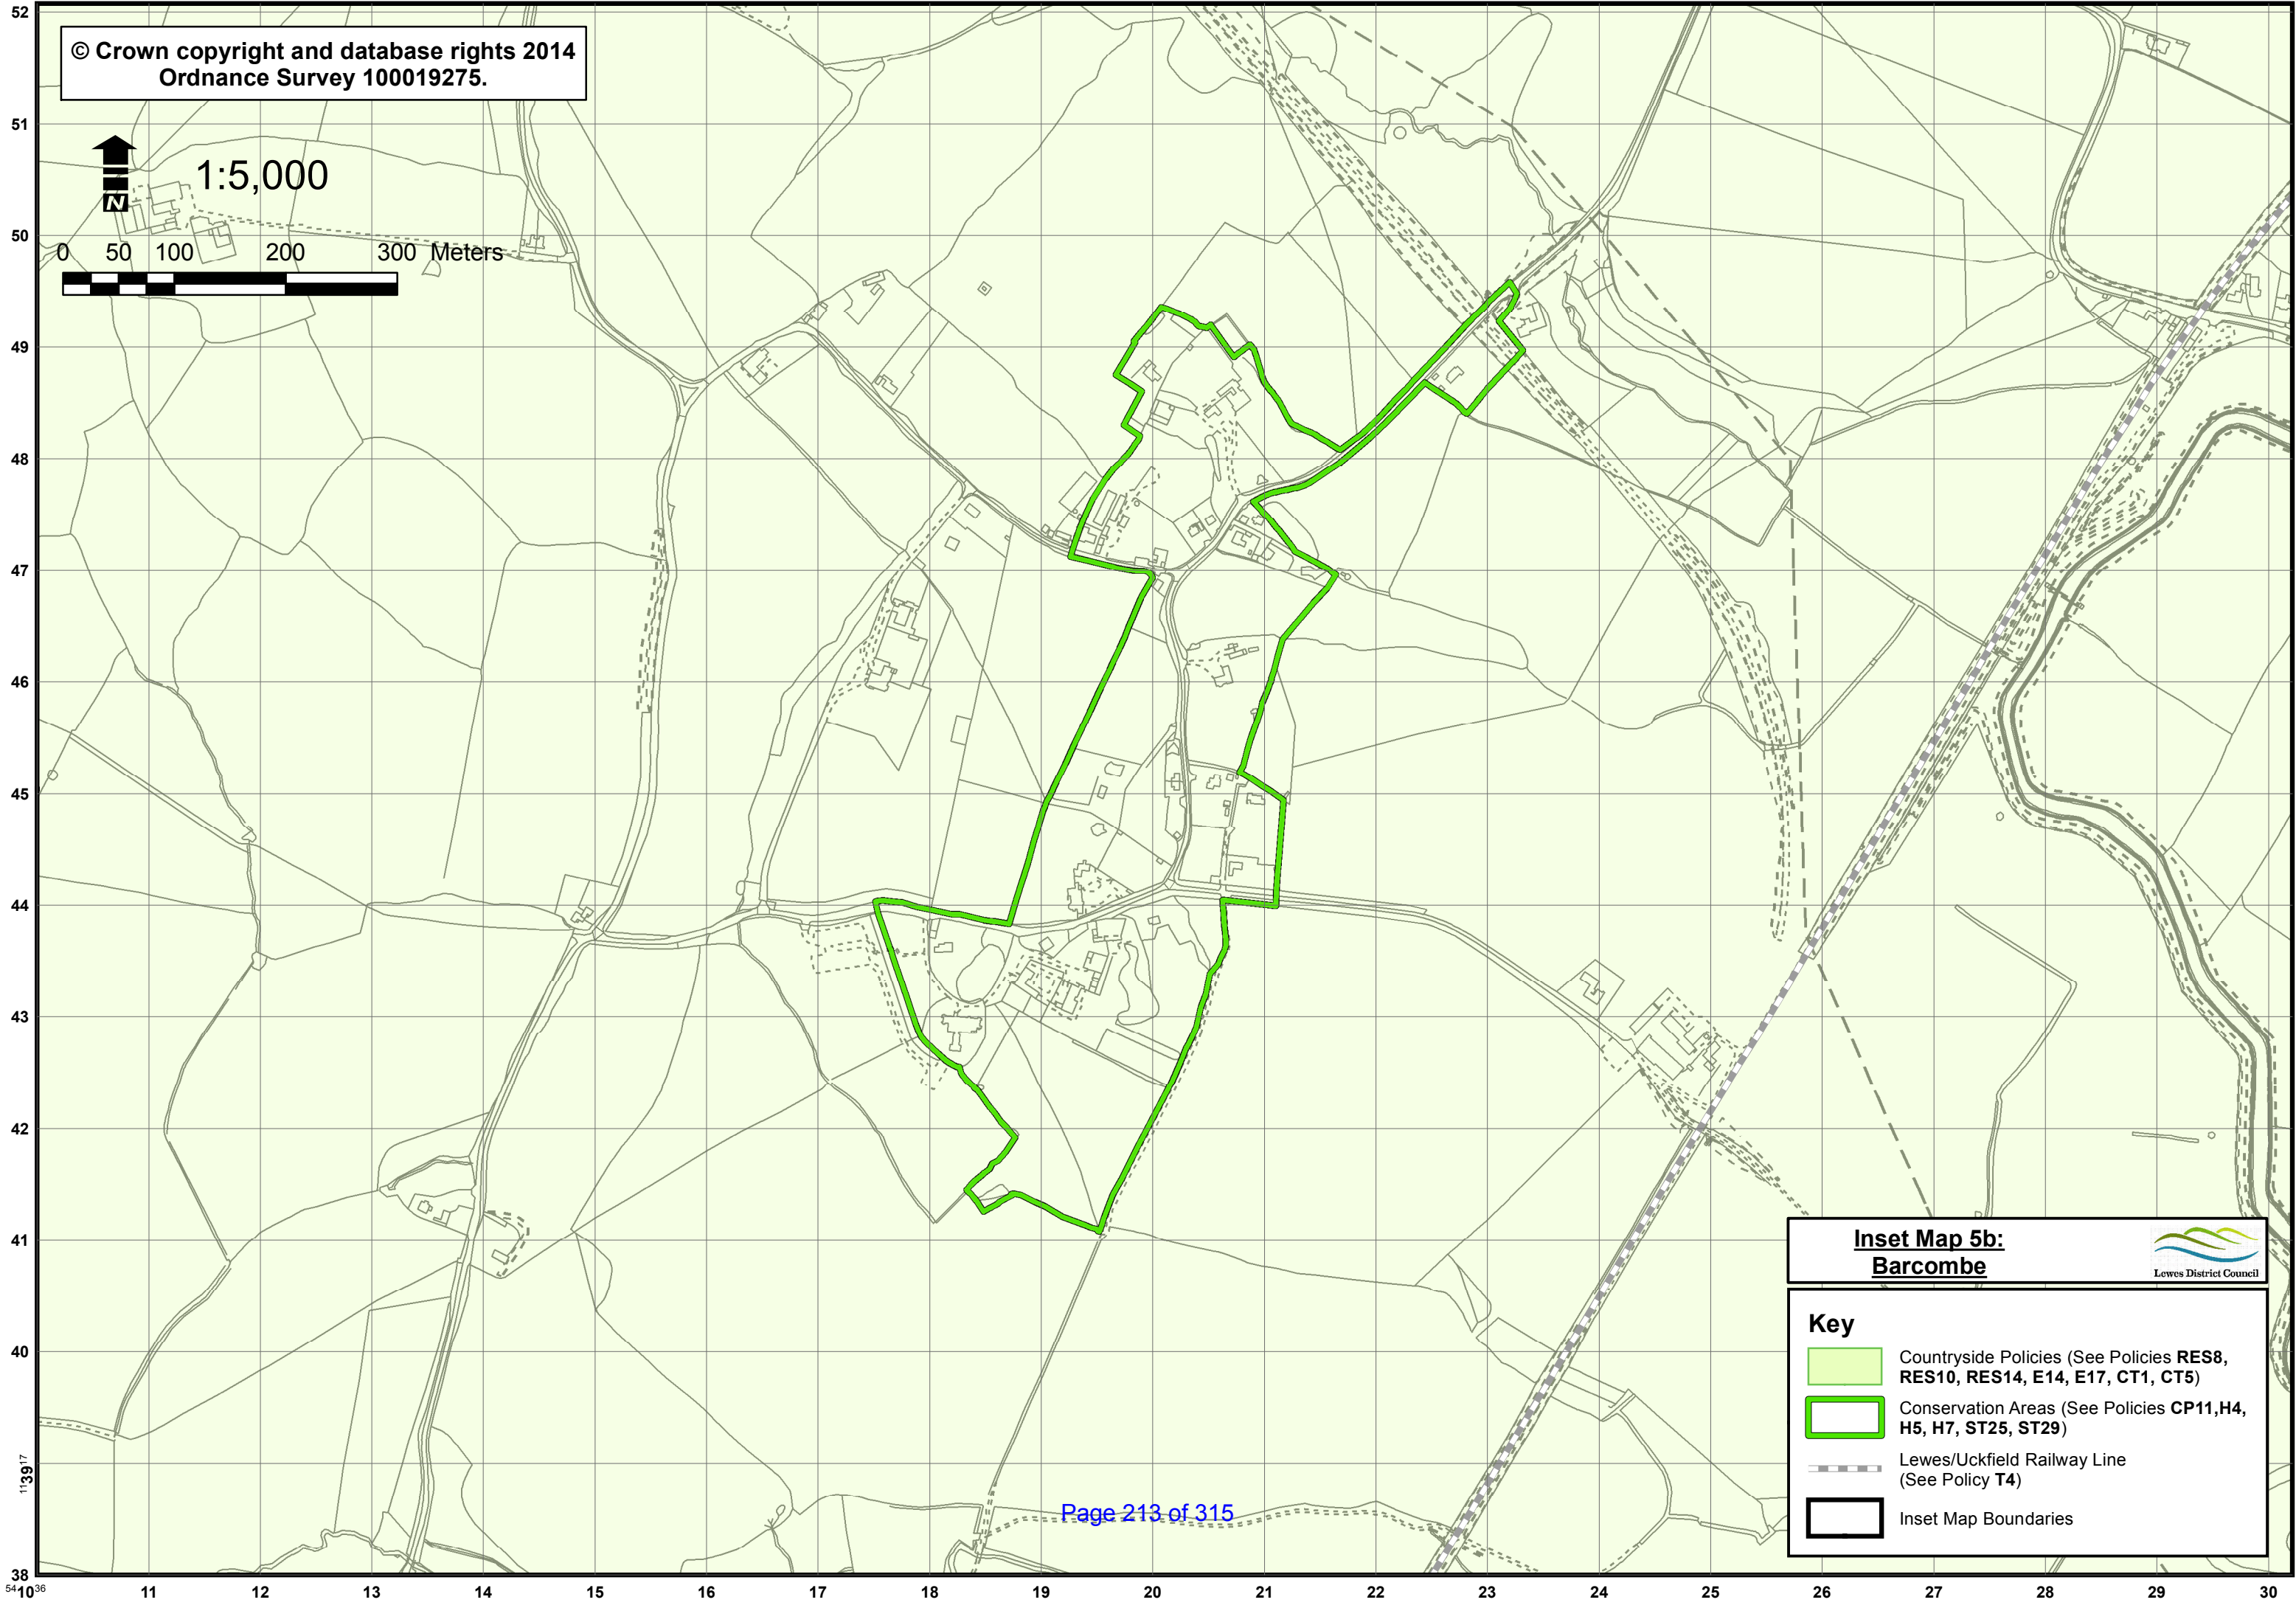 © Crown copyright and database rights 2014
Ordnance Survey 100019275.
N
1:5,000
0 50 100 200 300 Meters
52
51
50
49
48
47
46
45
44
43
42
41
40
1139 17
38
5410 36
11 12 13 14 15 16 17 18 19 20 21 22 23 24 25 26 27 28 29 30
Inset Map 5b:
Barcombe
Lewes District Council
Key
Countryside Policies (See Policies RES8,
RES10, RES14, E14, E17, CT1, CT5)
Conservation Areas (See Policies CP11,H4,
H5, H7, ST25, ST29)
Lewes/Uckfield Railway Line
(See Policy T4)
Inset Map Boundaries
Page 213 of 315